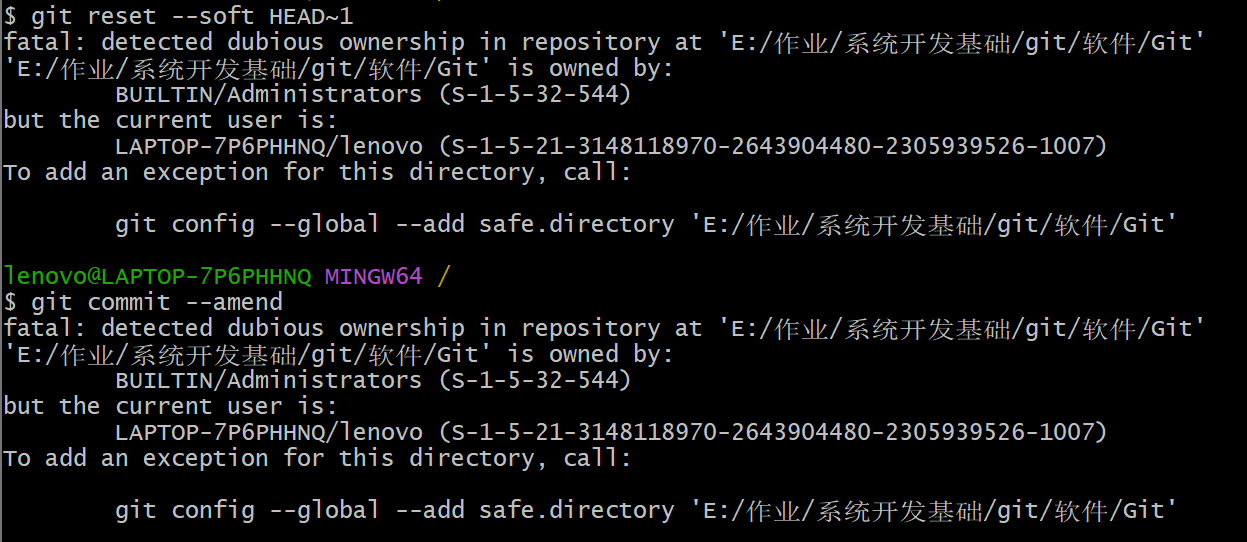 $ git reset --soft HEAD~1
fatal: detected dubious ownership in repository at 'E:/作业/系统开发基础/git/软件/Git'
'E:/作业/系统开发基础/git/软件/Git' is owned by:
        BUILTIN/Administrators (S-1-5-32-544)
but the current user is:
        LAPTOP-7P6PHHNQ/lenovo (S-1-5-21-3148118970-2643904480-2305939526-1007)
To add an exception for this directory, call:

        git config --global --add safe.directory 'E:/作业/系统开发基础/git/软件/Git'

lenovo@LAPTOP-7P6PHHNQ MINGW64 /
$ git commit --amend
fatal: detected dubious ownership in repository at 'E:/作业/系统开发基础/git/软件/Git'
'E:/作业/系统开发基础/git/软件/Git' is owned by:
        BUILTIN/Administrators (S-1-5-32-544)
but the current user is:
        LAPTOP-7P6PHHNQ/lenovo (S-1-5-21-3148118970-2643904480-2305939526-1007)
To add an exception for this directory, call:

        git config --global --add safe.directory 'E:/作业/系统开发基础/git/软件/Git'